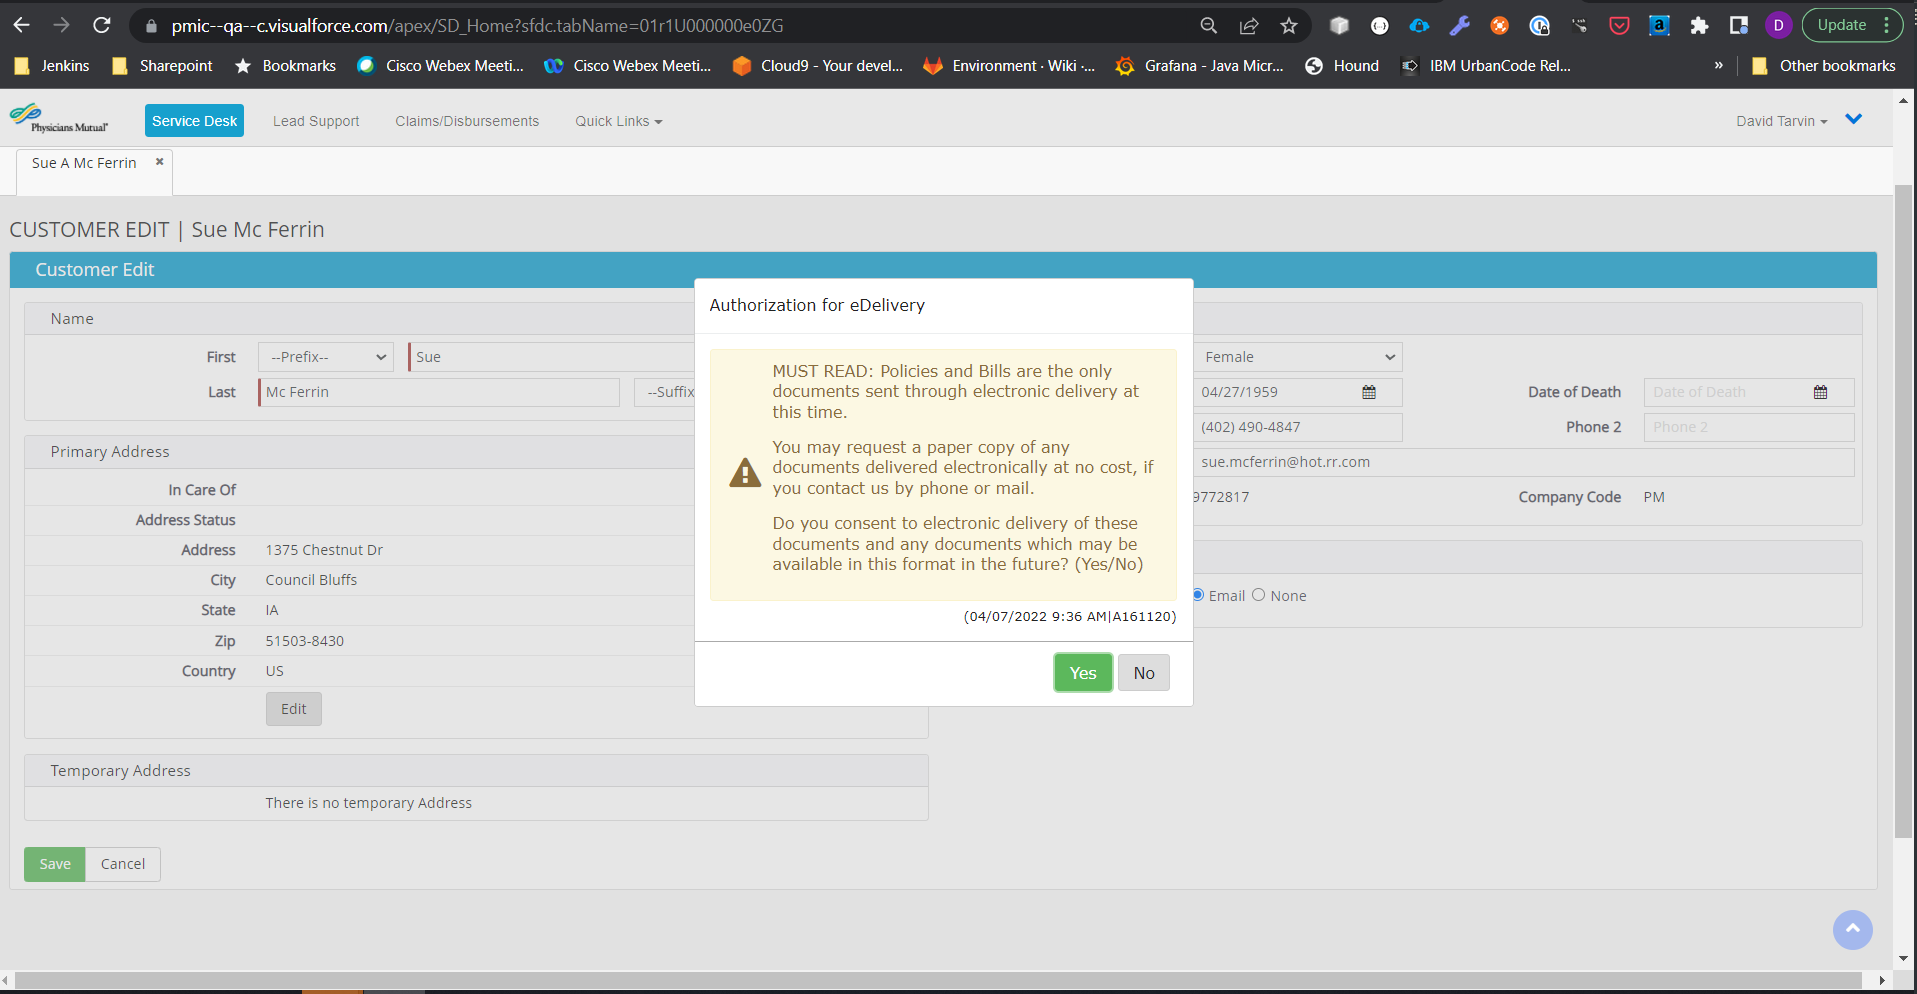 pmic--qa--c.visualforce.com/apex/SD_Home?sfdc.tabName=01r1U000000e0ZG
D
Update
Jenkins
Sharepoint
Bookmarks
Cisco Webex Meeti...
Cisco Webex Meeti...
Cloud9 - Your devel...
Environment · Wiki ·...
Grafana - Java Micr...
Hound
IBM UrbanCode Rel...
»
Other bookmarks
Physicians Mutual®
Service Desk
Lead Support
Claims/Disbursements
Quick Links
David Tarvin
Sue A Mc Ferrin
CUSTOMER EDIT | Sue Mc Ferrin
Customer Edit
Name
First
--Prefix--
Sue
Last
Mc Ferrin
--Suffix
Female
04/27/1959
Date of Death
Date of Death
(402) 490-4847
Phone 2
Phone 2
sue.mcferrin@hot.rr.com
9772817
Company Code
PM
Email
None
Primary Address
In Care Of
Address Status
Address
1375 Chestnut Dr
City
Council Bluffs
State
IA
Zip
51503-8430
Country
US
Edit
Temporary Address
There is no temporary Address
Save
Cancel
Authorization for eDelivery
MUST READ: Policies and Bills are the only
documents sent through electronic delivery at
this time.
You may request a paper copy of any
documents delivered electronically at no cost, if
you contact us by phone or mail.
Do you consent to electronic delivery of these
documents and any documents which may be
available in this format in the future? (Yes/No)
(04/07/2022 9:36 AM|A161120)
Yes
No